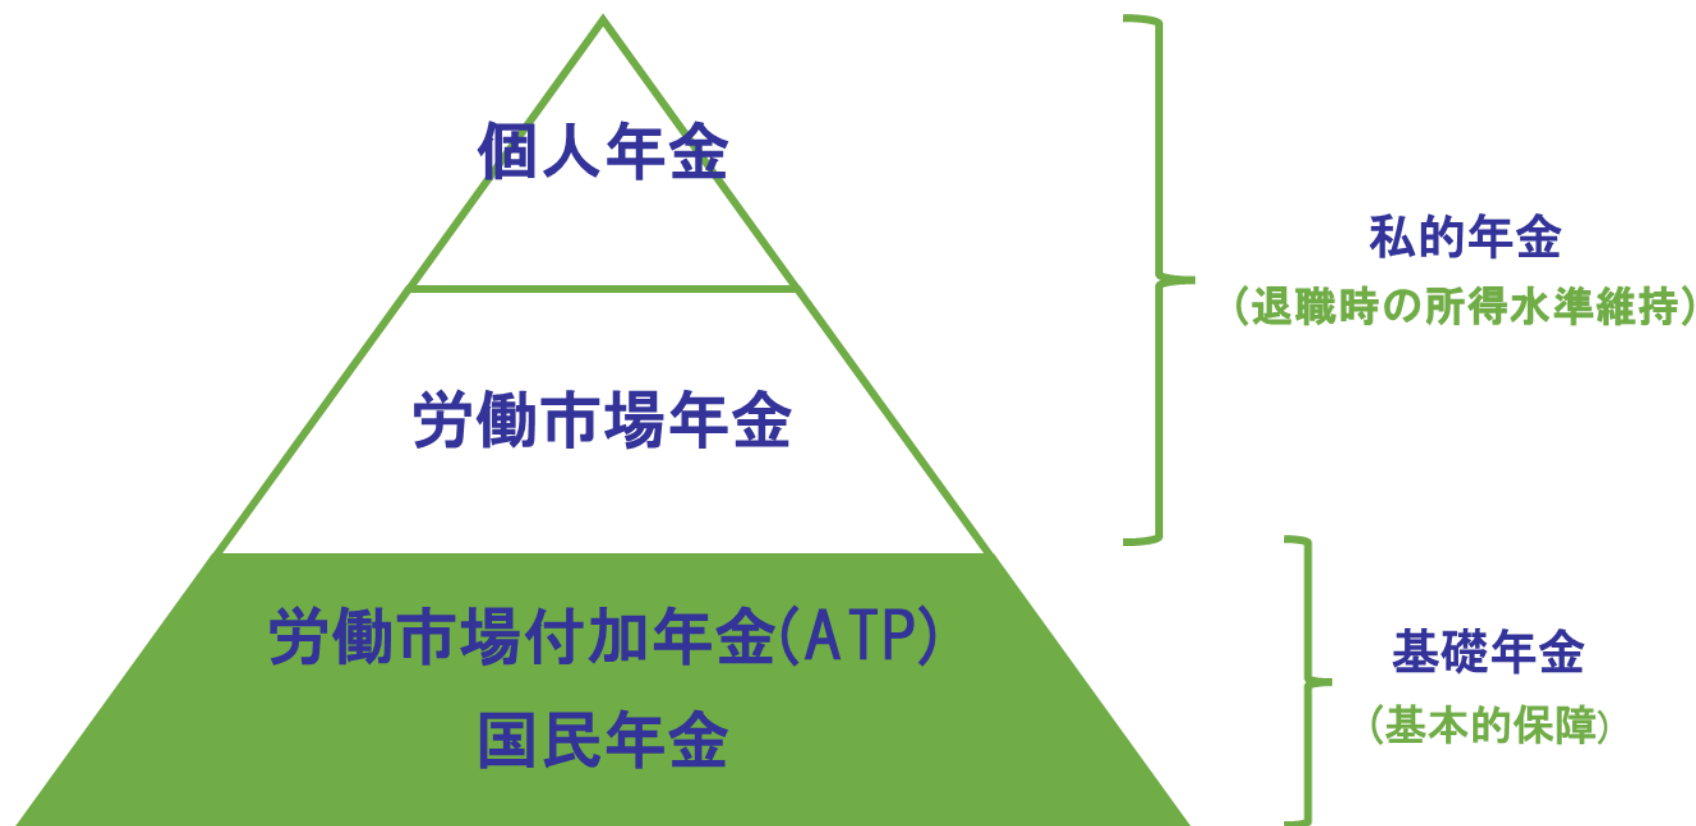 個人年金
私的年金
（退職時の所得水準維持）
労働市場年金
労働市場付加年金(ATP)
国民年金
基礎年金
（基本的保障）